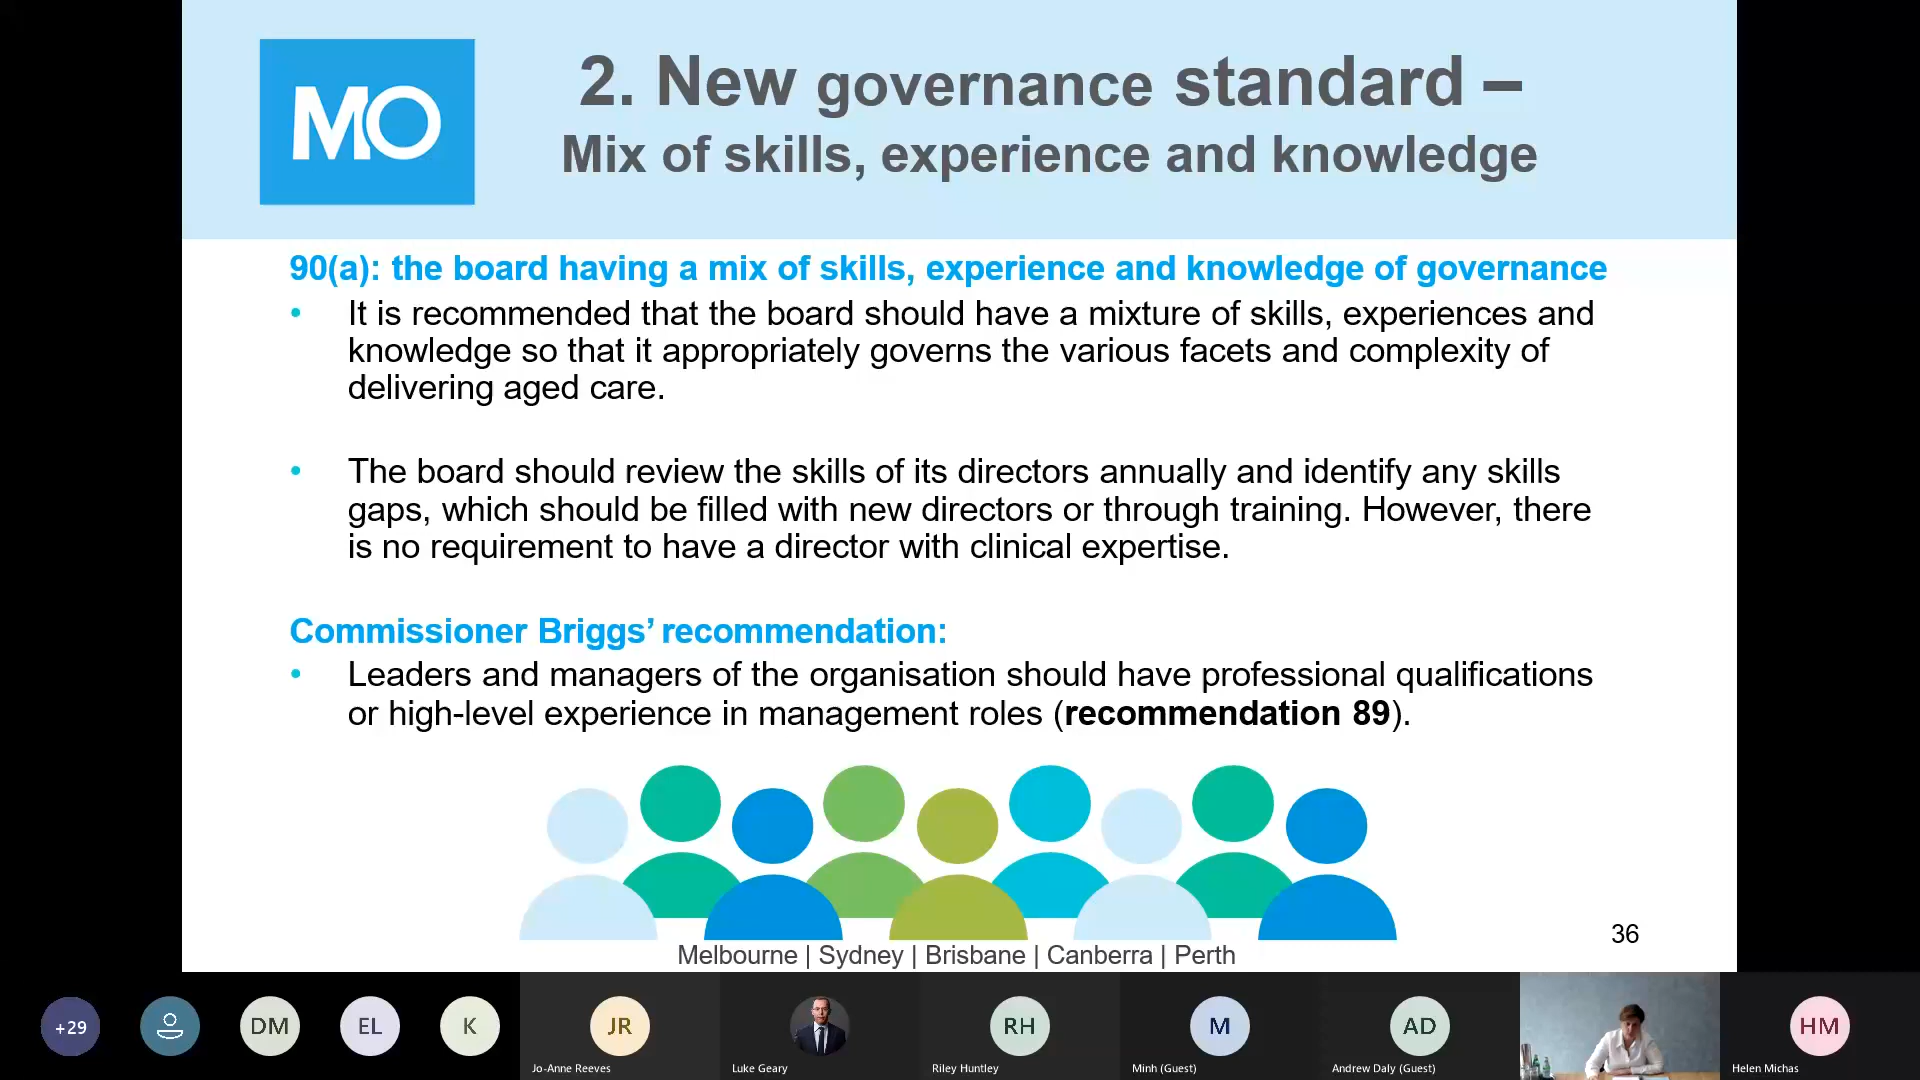 MO
2. New governance standard –
Mix of skills, experience and knowledge
90(a): the board having a mix of skills, experience and knowledge of governance
• It is recommended that the board should have a mixture of skills, experiences and
knowledge so that it appropriately governs the various facets and complexity of
delivering aged care.
• The board should review the skills of its directors annually and identify any skills
gaps, which should be filled with new directors or through training. However, there
is no requirement to have a director with clinical expertise.
Commissioner Briggs’ recommendation:
• Leaders and managers of the organisation should have professional qualifications
or high-level experience in management roles (recommendation 89).
36
Melbourne | Sydney | Brisbane | Canberra | Perth
+29
DM
EL
K
JR
RH
M
AD
HM
Jo-Anne Reeves
Luke Geary
Riley Huntley
Minh (Guest)
Andrew Daly (Guest)
Helen Michas